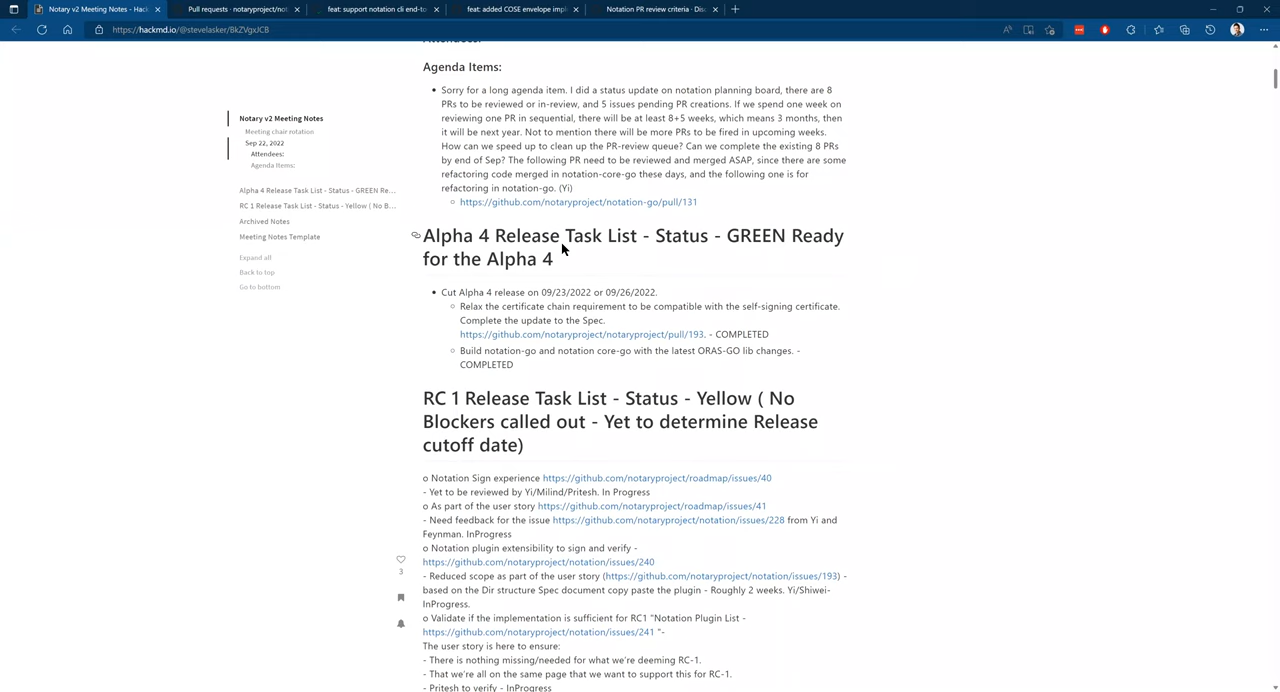 Notary v2 Meeting Notes - Hack
Pull requests · notaryproject/not
feat: support notation cli end-to
feat: added COSE envelope impl
Notation PR review criteria · Disc
https://hackmd.io/@stevelasker/BkZVgxJCB
Attendees:
Agenda Items:
Sorry for a long agenda item. I did a status update on notation planning board, there are 8
PRs to be reviewed or in-review, and 5 issues pending PR creations. If we spend one week on
reviewing one PR in sequential, there will be at least 8+5 weeks, which means 3 months, then
it will be next year. Not to mention there will be more PRs to be fired in upcoming weeks.
How can we speed up to clean up the PR-review queue? Can we complete the existing 8 PRs
by end of Sep? The following PR need to be reviewed and merged ASAP, since there are some
refactoring code merged in notation-core-go these days, and the following one is for
refactoring in notation-go. (Yi)
https://github.com/notaryproject/notation-go/pull/131
Notary v2 Meeting Notes
Meeting chair rotation
Sep 22, 2022
Attendees:
Agenda Items:
Alpha 4 Release Task List - Status - GREEN Re...
RC 1 Release Task List - Status - Yellow ( No B...
Archived Notes
Meeting Notes Template
Expand all
Back to top
Go to bottom
Alpha 4 Release Task List - Status - GREEN Ready
for the Alpha 4
Cut Alpha 4 release on 09/23/2022 or 09/26/2022.
Relax the certificate chain requirement to be compatible with the self-signing certificate.
Complete the update to the Spec.
https://github.com/notaryproject/notaryproject/pull/193. - COMPLETED
Build notation-go and notation core-go with the latest ORAS-GO lib changes. -
COMPLETED
RC 1 Release Task List - Status - Yellow ( No
Blockers called out - Yet to determine Release
cutoff date)
o Notation Sign experience https://github.com/notaryproject/roadmap/issues/40
- Yet to be reviewed by Yi/Milind/Pritesh. In Progress
o As part of the user story https://github.com/notaryproject/roadmap/issues/41
- Need feedback for the issue https://github.com/notaryproject/notation/issues/228 from Yi and
Feynman. InProgress
o Notation plugin extensibility to sign and verify -
https://github.com/notaryproject/notation/issues/240
- Reduced scope as part of the user story (https://github.com/notaryproject/notation/issues/193) -
based on the Dir structure Spec document copy paste the plugin - Roughly 2 weeks. Yi/Shiwei-
InProgress.
o Validate if the implementation is sufficient for RC1 "Notation Plugin List -
https://github.com/notaryproject/notation/issues/241 "-
The user story is here to ensure:
- There is nothing missing/needed for what we're deeming RC-1.
- That we're all on the same page that we want to support this for RC-1.
- Pritesh to verify - InProgress
3